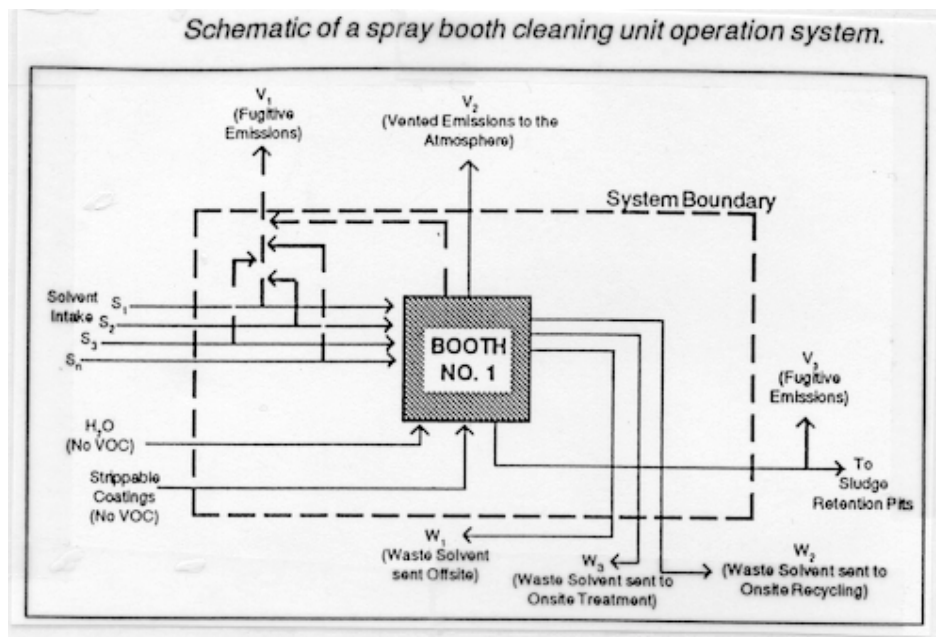 Schematic of a spray booth cleaning unit operation system.
V₁
(Fugitive
Emissions)
V₂
(Vented Emissions to the
Atmosphere)
System Boundary
Solvent
Intake
S₁
S₂
S₃
Sₙ
BOOTH
NO. 1
V₃
(Fugitive
Emissions)
H₂O
(No VOC)
Strippable
Coatings
(No VOC)
To
Sludge
Retention Pits
W₁
(Waste Solvent
sent Offsite)
W₃
(Waste Solvent sent to
Onsite Treatment)
W₂
(Waste Solvent sent to
Onsite Recycling)